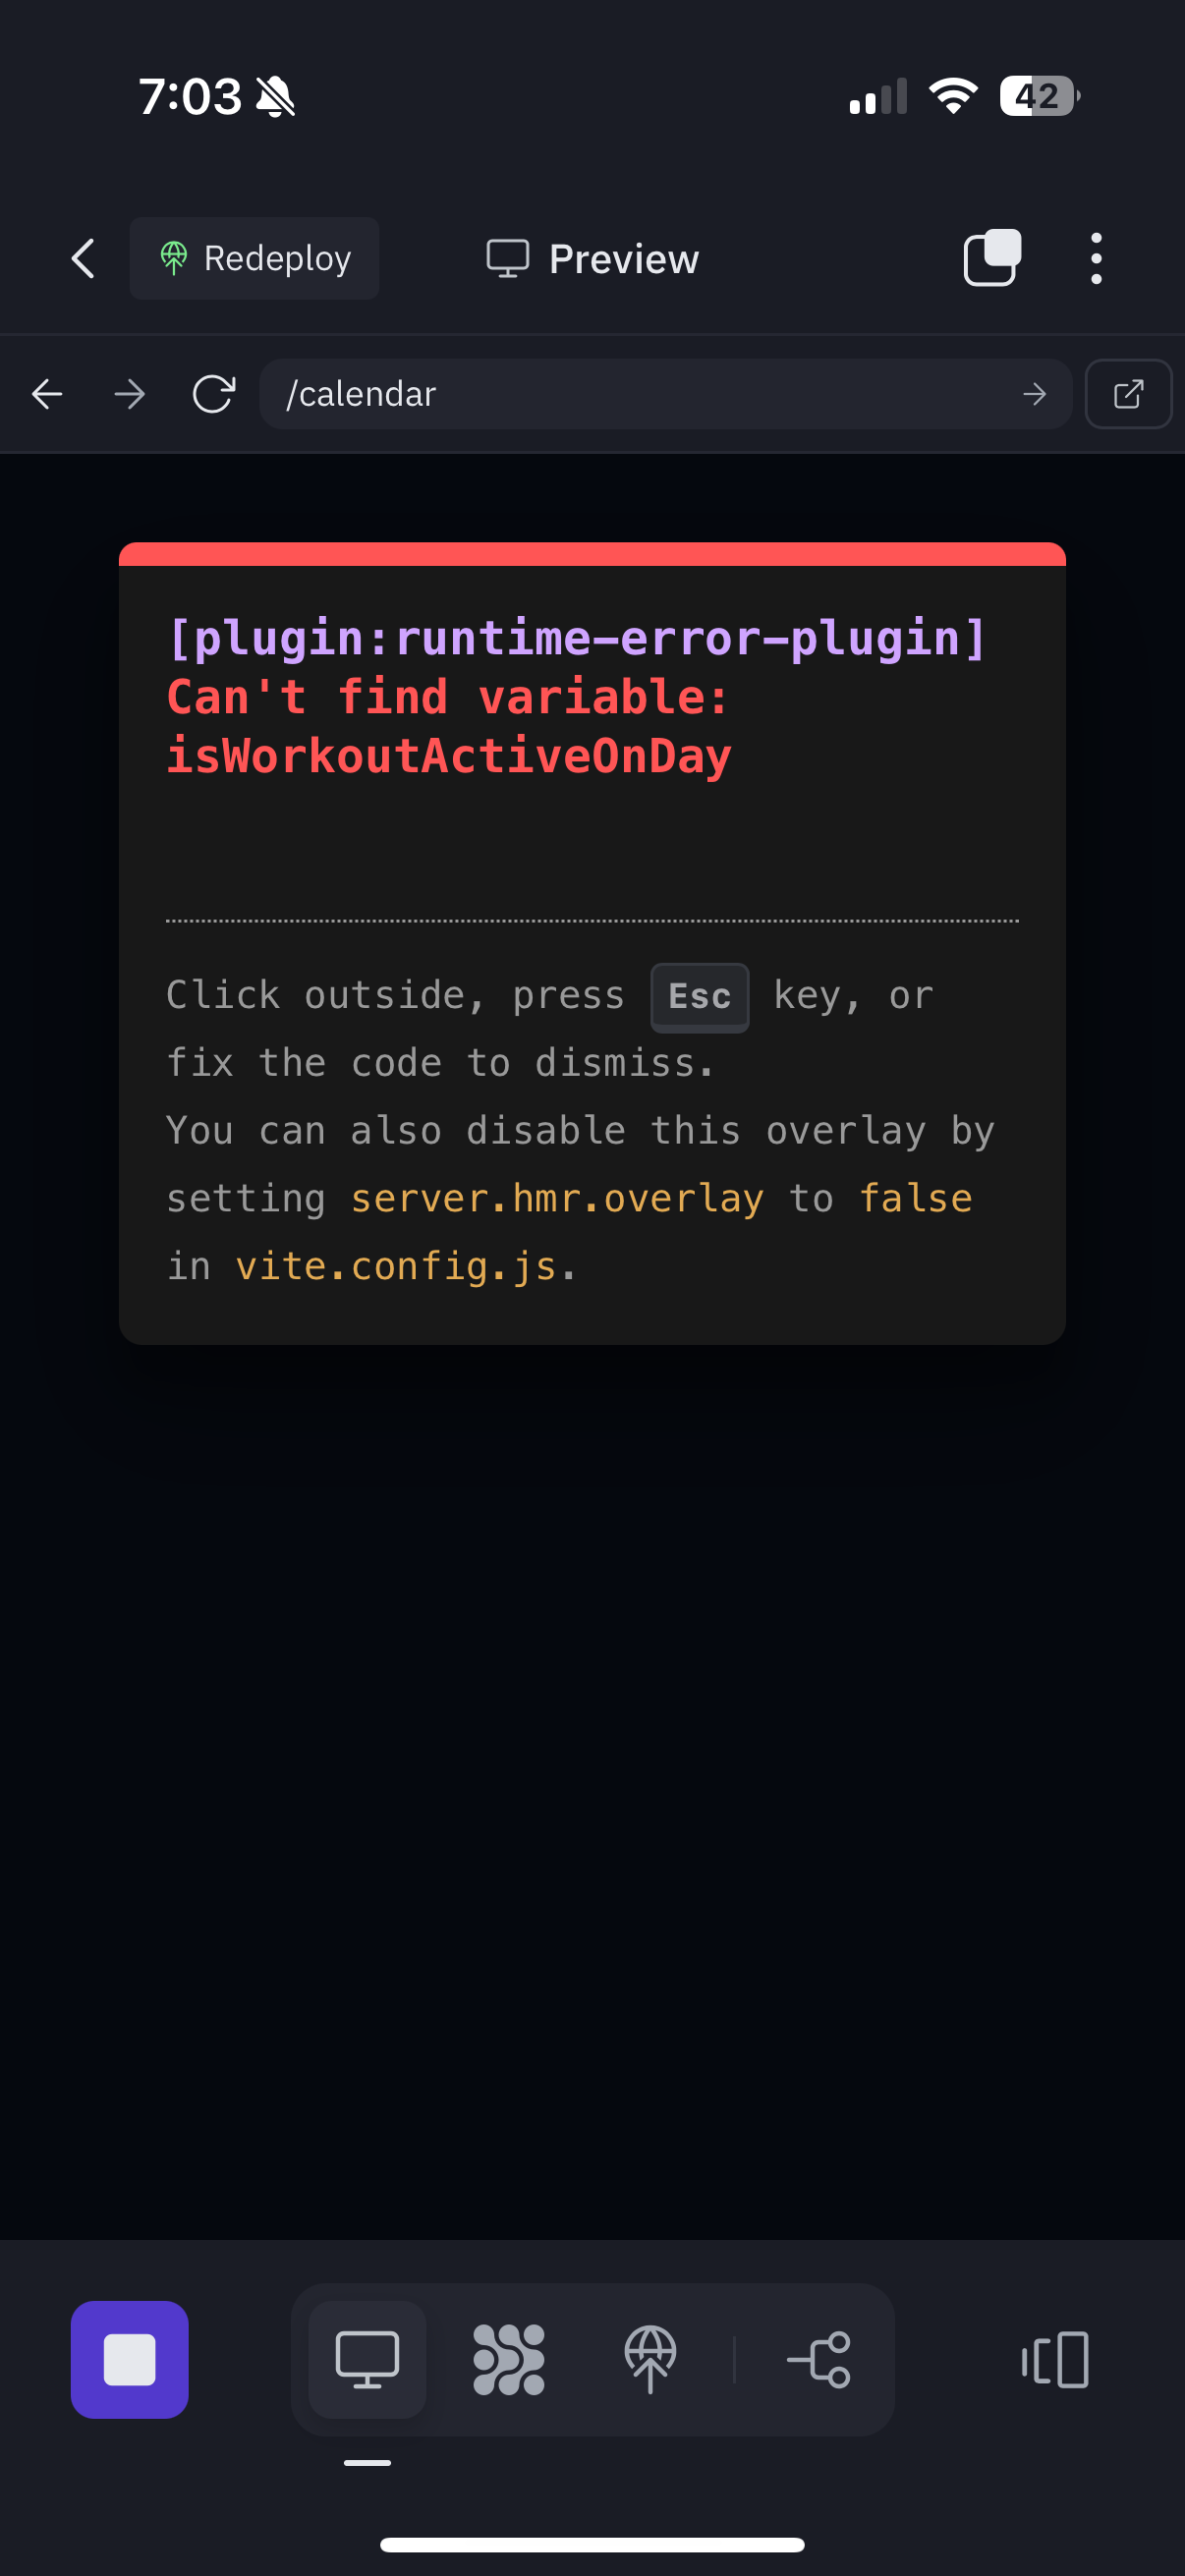 7:03
42
Redeploy
Preview
/calendar
[plugin:runtime-error-plugin]
Can't find variable:
isWorkoutActiveOnDay
Click outside, press Esc key, or
fix the code to dismiss.
You can also disable this overlay by
setting server.hmr.overlay to false
in vite.config.js.